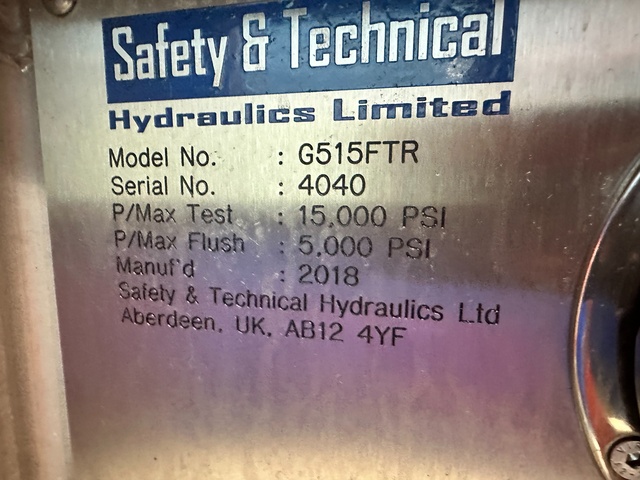 Safety & Technical
Hydraulics Limited
Model No. : G515FTR
Serial No. : 4040
P/Max Test : 15,000 PSI
P/Max Flush : 5,000 PSI
Manuf'd : 2018
Safety & Technical Hydraulics Ltd
Aberdeen, UK, AB12 4YF